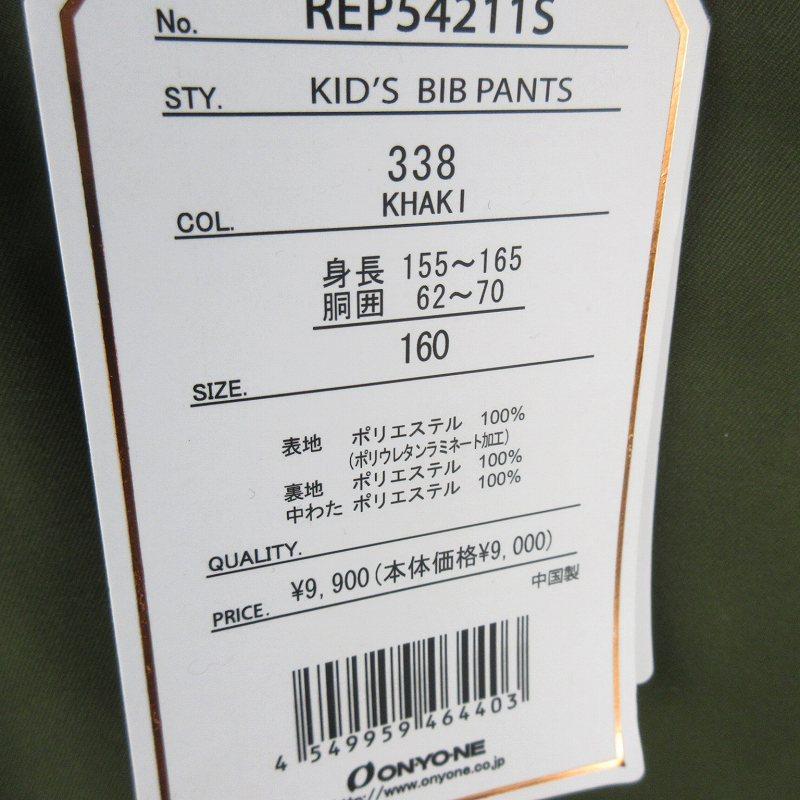 No. REP54211S
STY. KID'S BIB PANTS
338
COL. KHAKI
身長 155〜165
胴囲 62〜70
160
SIZE.
表地 ポリエステル 100%
(ポリウレタンラミネート加工)
裏地 ポリエステル 100%
中わた ポリエステル 100%
QUALITY.
PRICE. ¥9,900(本体価格¥9,000)
中国製
4 549959 464403
ONYONE
http://www.onyone.co.jp